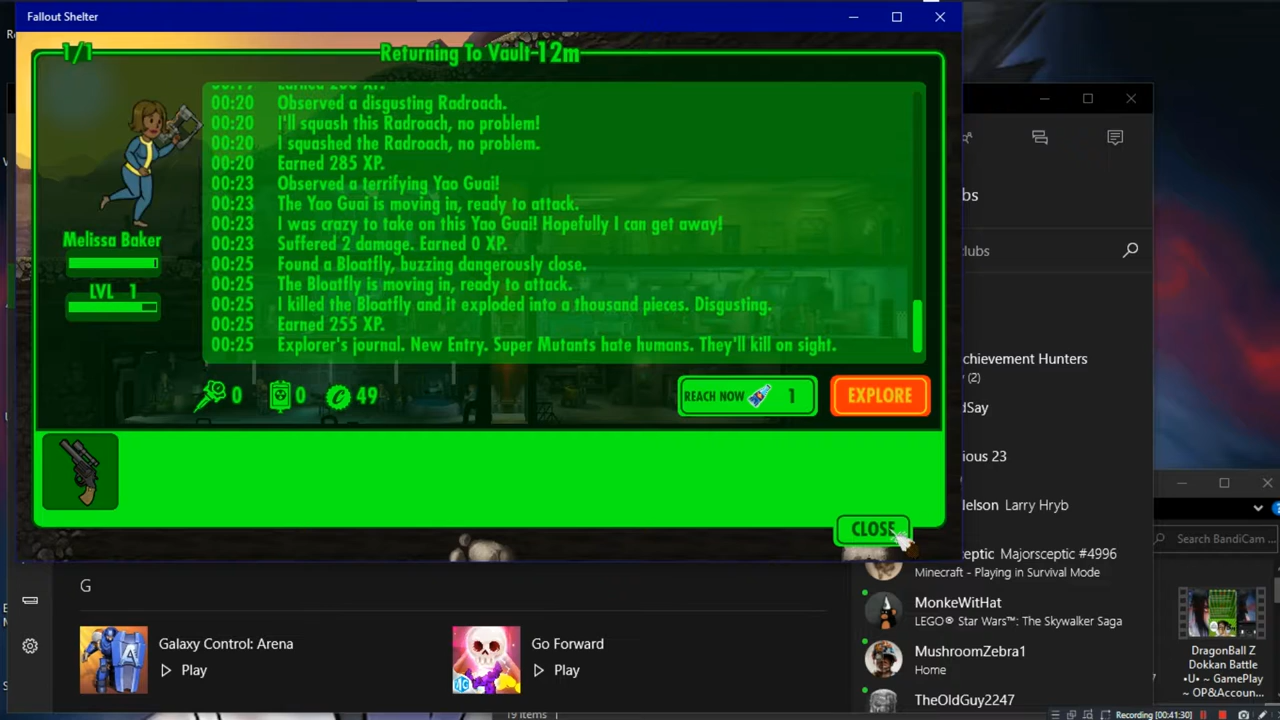 Fallout Shelter
1/1
Returning To Vault-12m
00:20 Observed a disgusting Radroach.
00:20 I'll squash this Radroach, no problem!
00:20 I squashed the Radroach, no problem.
00:20 Earned 285 XP.
00:23 Observed a terrifying Yao Guai!
00:23 The Yao Guai is moving in, ready to attack.
00:23 I was crazy to take on this Yao Guai! Hopefully I can get away!
00:23 Suffered 2 damage. Earned 0 XP.
00:25 Found a Bloatfly, buzzing dangerously close.
00:25 The Bloatfly is moving in, ready to attack.
00:25 I killed the Bloatfly and it exploded into a thousand pieces. Disgusting.
00:25 Earned 255 XP.
00:25 Explorer's journal. New Entry. Super Mutants hate humans. They'll kill on sight.
Melissa Baker
LVL 1
0 0 49
REACH NOW 1
EXPLORE
CLOSE
bs
clubs
chievement Hunters
(2)
dSay
ious 23
lelson Larry Hryb
eptic Majorsceptic #4996
Minecraft - Playing in Survival Mode
MonkeWitHat
LEGO® Star Wars™: The Skywalker Saga
MushroomZebra1
Home
TheOldGuy2247
G
Galaxy Control: Arena
Play
Go Forward
Play
Search BandiCam ...
DragonBall Z
Dokkan Battle
•U• ~ GamePlay
~ OP&Accoun...
19 items
Recording [00:41:30]